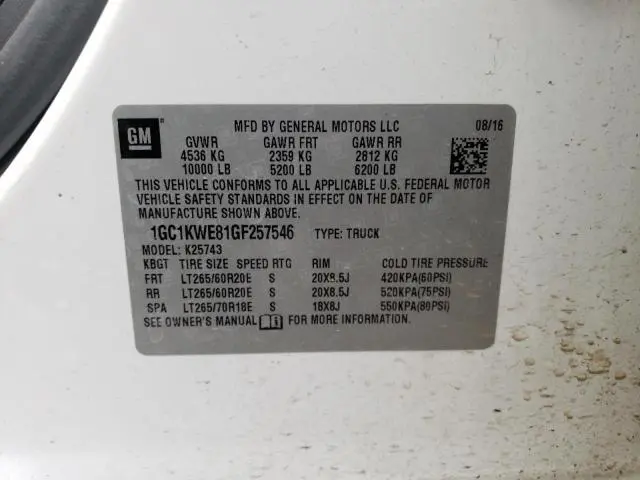 GM
MFD BY GENERAL MOTORS LLC 08/16
GVWR GAWR FRT GAWR RR
4536 KG 2359 KG 2812 KG
10000 LB 5200 LB 6200 LB
THIS VEHICLE CONFORMS TO ALL APPLICABLE U.S. FEDERAL MOTOR
VEHICLE SAFETY STANDARDS IN EFFECT ON THE DATE OF
MANUFACTURE SHOWN ABOVE.
1GC1KWE81GF257546 TYPE: TRUCK
MODEL: K25743
KBGT TIRE SIZE SPEED RTG RIM COLD TIRE PRESSURE
FRT LT265/60R20E S 20X8.5J 420KPA(60PSI)
RR LT265/60R20E S 20X8.5J 520KPA(75PSI)
SPA LT265/70R18E S 18X8J 550KPA(80PSI)
SEE OWNER'S MANUAL FOR MORE INFORMATION.